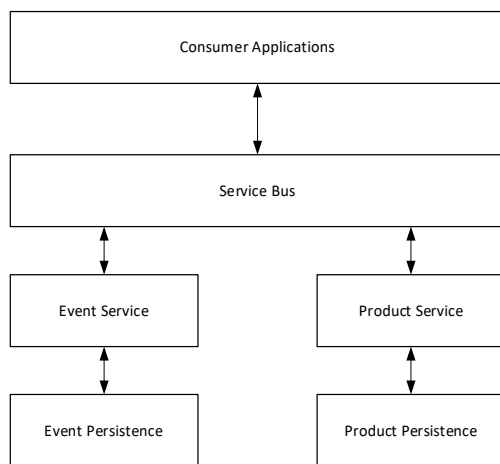 Consumer Applications
Service Bus
Event Service
Product Service
Event Persistence
Product Persistence